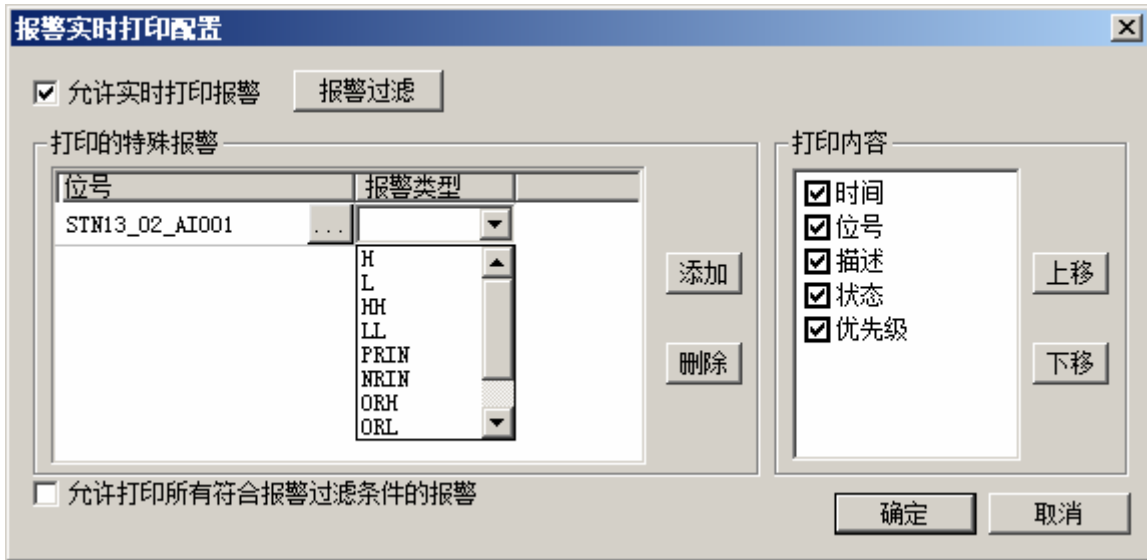 报警实时打印配置
允许实时打印报警 报警过滤
打印的特殊报警
位号 报警类型
STN13_02_AI001 ...
H
L
HH
LL
PRIN
NRIN
ORH
ORL
添加
删除
打印内容
时间
位号
描述
状态
优先级
上移
下移
允许打印所有符合报警过滤条件的报警
确定 取消